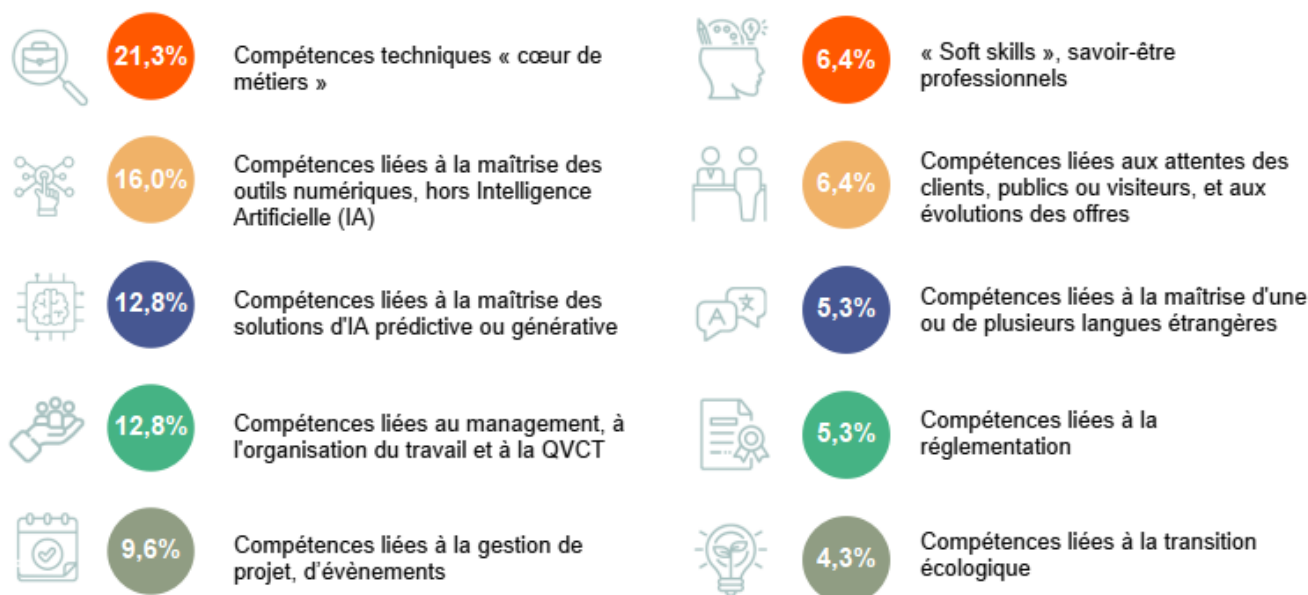 21,3%
Compétences techniques « cœur de
métiers »
16,0%
Compétences liées à la maîtrise des
outils numériques, hors Intelligence
Artificielle (IA)
12,8%
Compétences liées à la maîtrise des
solutions d'IA prédictive ou générative
12,8%
Compétences liées au management, à
l'organisation du travail et à la QVCT
9,6%
Compétences liées à la gestion de
projet, d’évènements
6,4%
« Soft skills », savoir-être
professionnels
6,4%
Compétences liées aux attentes des
clients, publics ou visiteurs, et aux
évolutions des offres
A 文
5,3%
Compétences liées à la maîtrise d'une
ou de plusieurs langues étrangères
5,3%
Compétences liées à la
réglementation
4,3%
Compétences liées à la transition
écologique